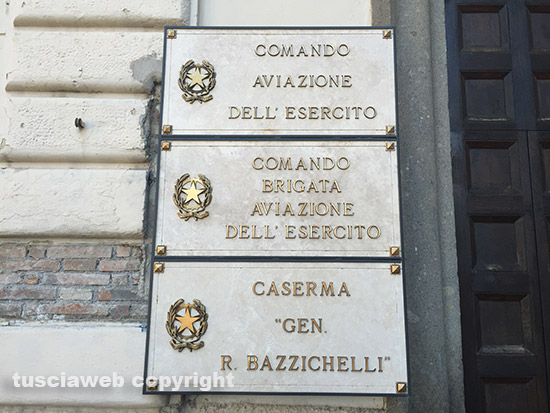 COMANDO
AVIAZIONE
DELL' ESERCITO
COMANDO
BRIGATA
AVIAZIONE
DELL' ESERCITO
CASERMA
"GEN.
R. BAZZICHELLI"
tusciaweb copyright